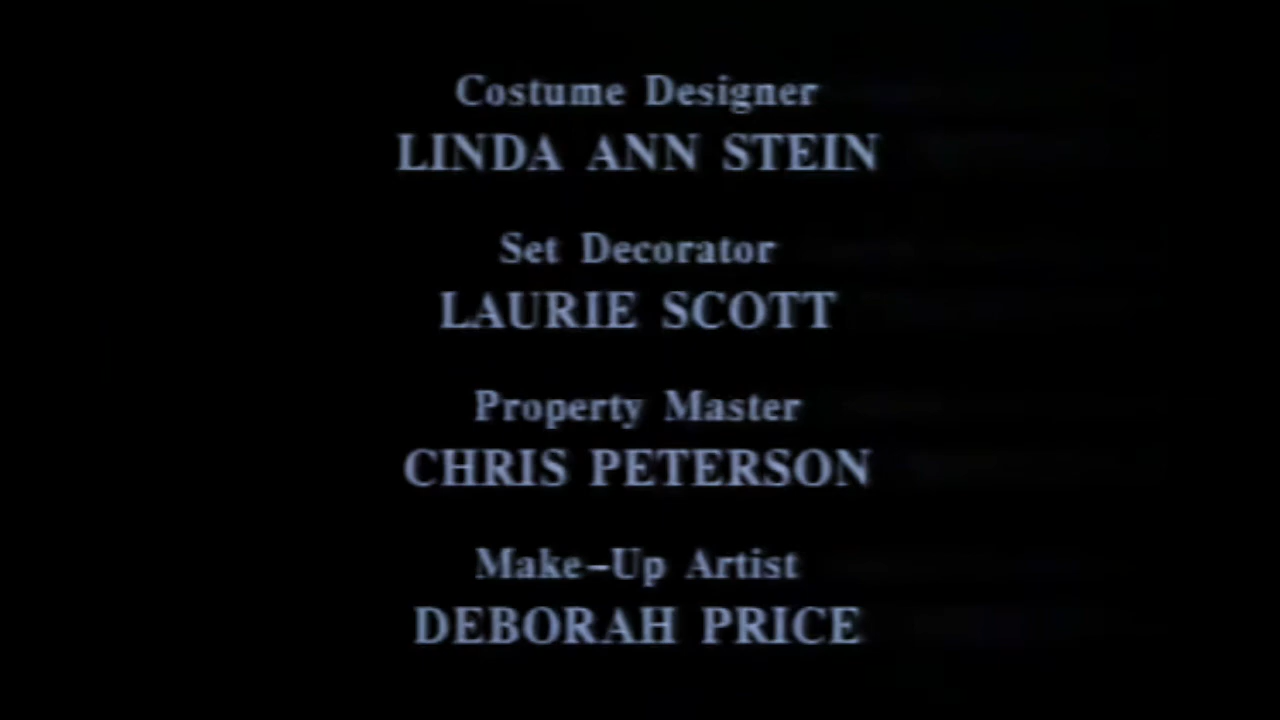 Costume Designer
LINDA ANN STEIN
Set Decorator
LAURIE SCOTT
Property Master
CHRIS PETERSON
Make-Up Artist
DEBORAH PRICE